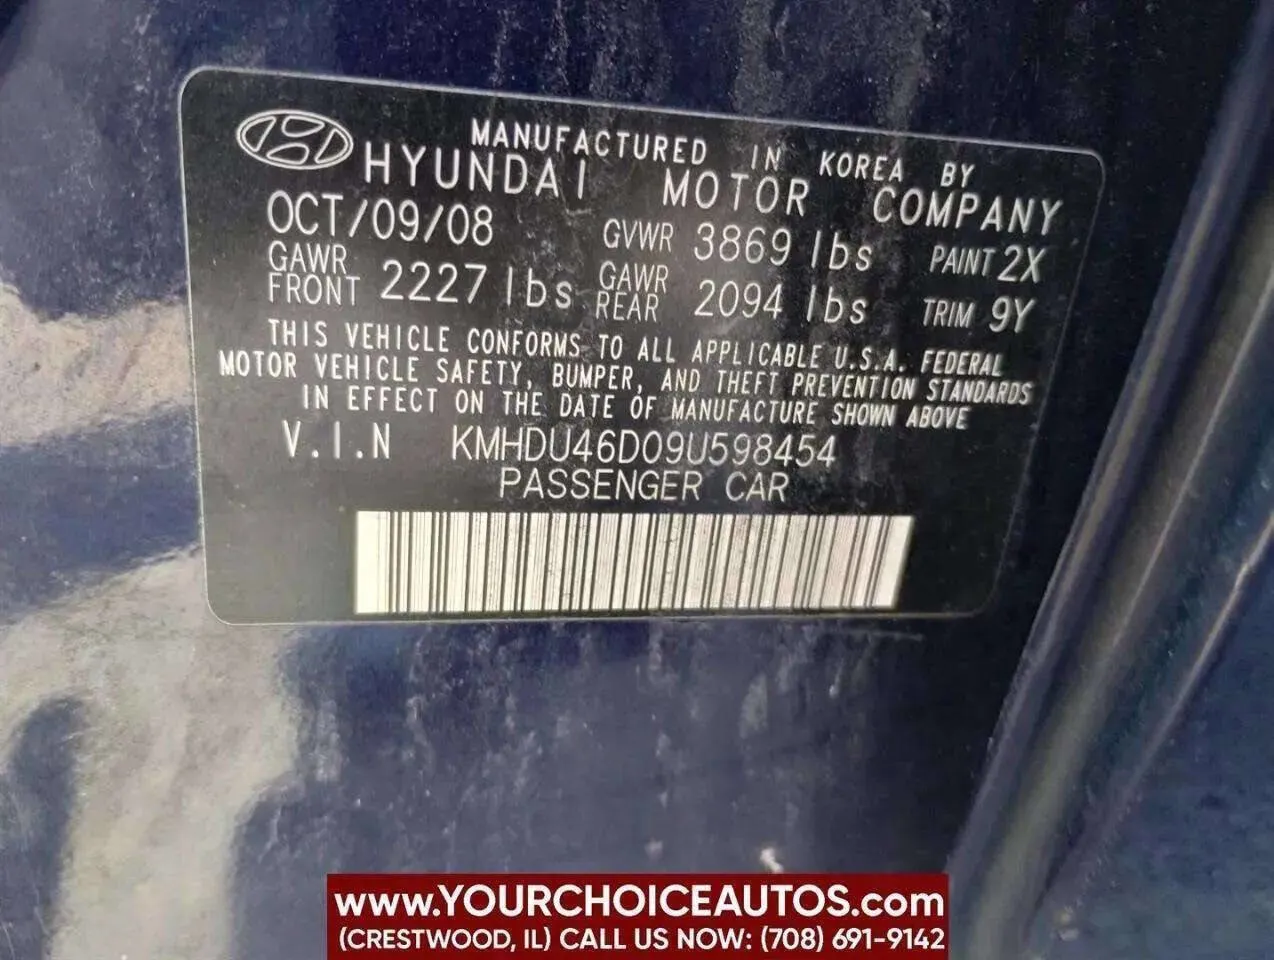 MANUFACTURED IN KOREA BY
HYUNDAI MOTOR COMPANY
OCT/09/08 GVWR 3869 lbs PAINT 2X
GAWR FRONT 2227 lbs GAWR REAR 2094 lbs TRIM 9Y
THIS VEHICLE CONFORMS TO ALL APPLICABLE U.S.A. FEDERAL
MOTOR VEHICLE SAFETY, BUMPER, AND THEFT PREVENTION STANDARDS
IN EFFECT ON THE DATE OF MANUFACTURE SHOWN ABOVE
V.I.N KMHDU46D09U598454
PASSENGER CAR
www.YOURCHOICEAUTOS.com
(CRESTWOOD, IL) CALL US NOW: (708) 691-9142